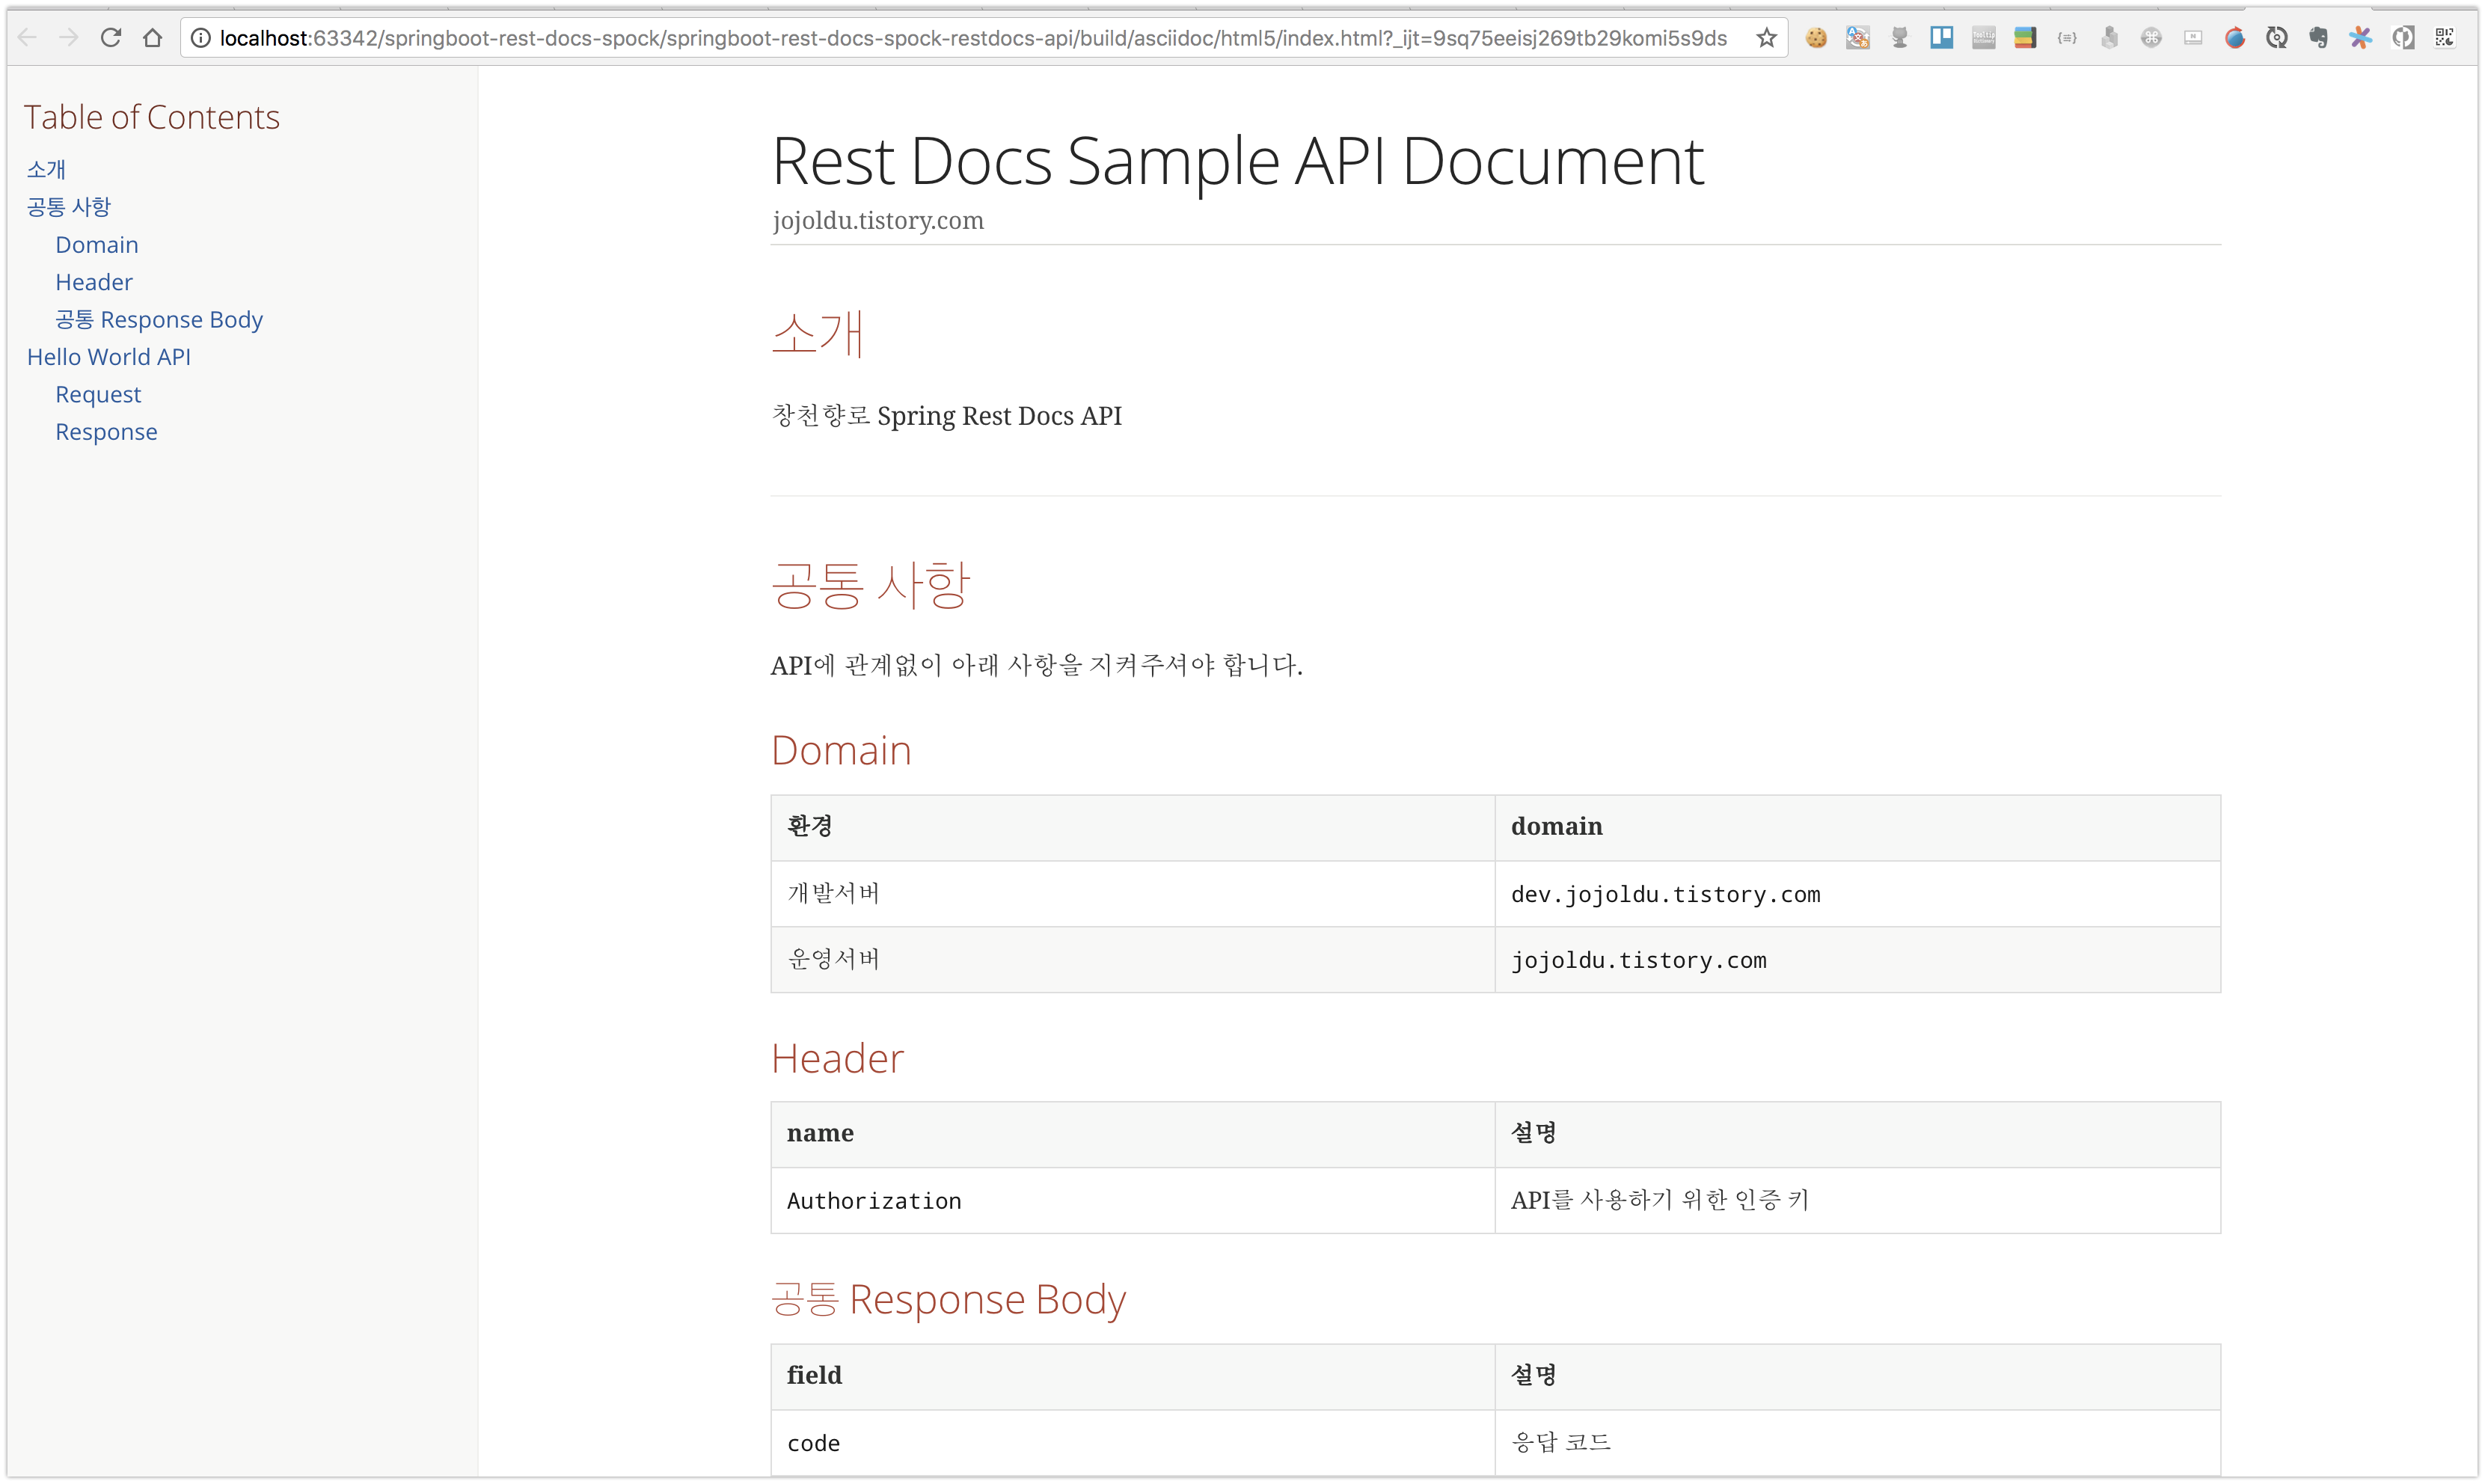 localhost:63342/springboot-rest-docs-spock/springboot-rest-docs-spock-restdocs-api/build/asciidoc/html5/index.html?_ijt=9sq75eeisj269tb29komi5s9ds
Table of Contents
소개
공통 사항
Domain
Header
공통 Response Body
Hello World API
Request
Response
Rest Docs Sample API Document
jojoldu.tistory.com
소개
창천향로 Spring Rest Docs API
공통 사항
API에 관계없이 아래 사항을 지켜주셔야 합니다.
Domain
환경 domain
개발서버 dev.jojoldu.tistory.com
운영서버 jojoldu.tistory.com
Header
name 설명
Authorization API를 사용하기 위한 인증 키
공통 Response Body
field 설명
code 응답 코드